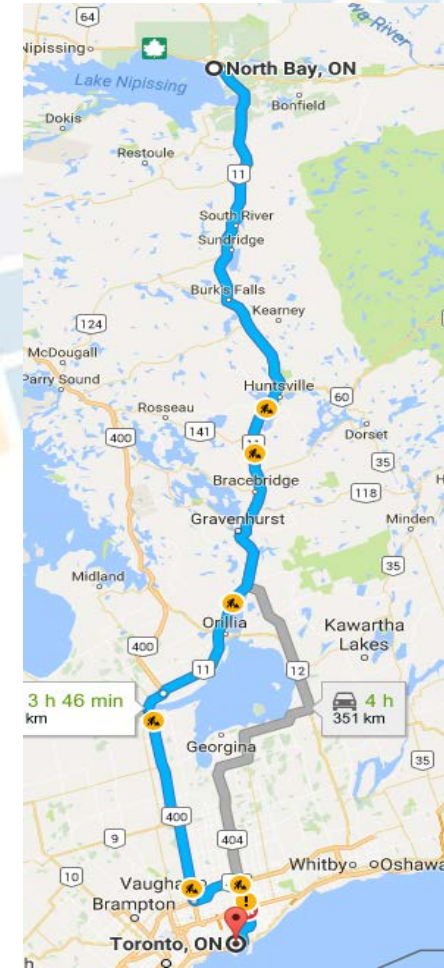 64
Nipissing
North Bay, ON
Lake Nipissing
Bonfield
Dokis
Restoule
11
South River
Sundridge
Burk's Falls
Kearney
124
McDougall
Parry Sound
Huntsville
60
Rosseau
141
400
11
Dorset
35
Bracebridge
118
Gravenhurst
Minden
35
Midland
Orillia
Kawartha
Lakes
400
11
12
3 h 46 min
km
4 h
351 km
Georgina
35
400
9
404
10
Whitby
Oshawa
Vaugha
Brampton
Toronto, ON